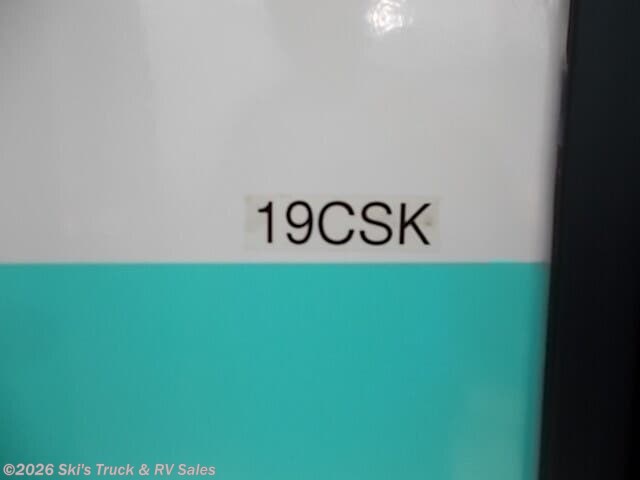 19CSK
©2026 Ski's Truck & RV Sales